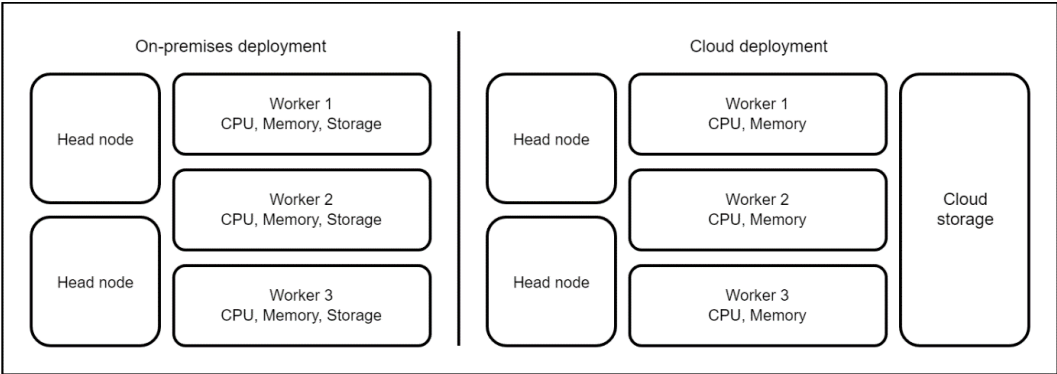 On-premises deployment
Head node
Head node
Worker 1
CPU, Memory, Storage
Worker 2
CPU, Memory, Storage
Worker 3
CPU, Memory, Storage
Cloud deployment
Head node
Head node
Worker 1
CPU, Memory
Worker 2
CPU, Memory
Worker 3
CPU, Memory
Cloud
storage